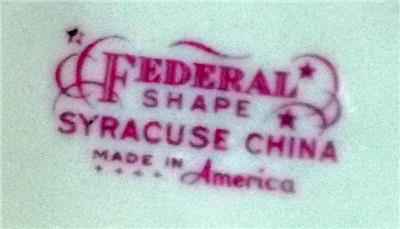 FEDERAL
SHAPE
SYRACUSE CHINA
MADE IN America